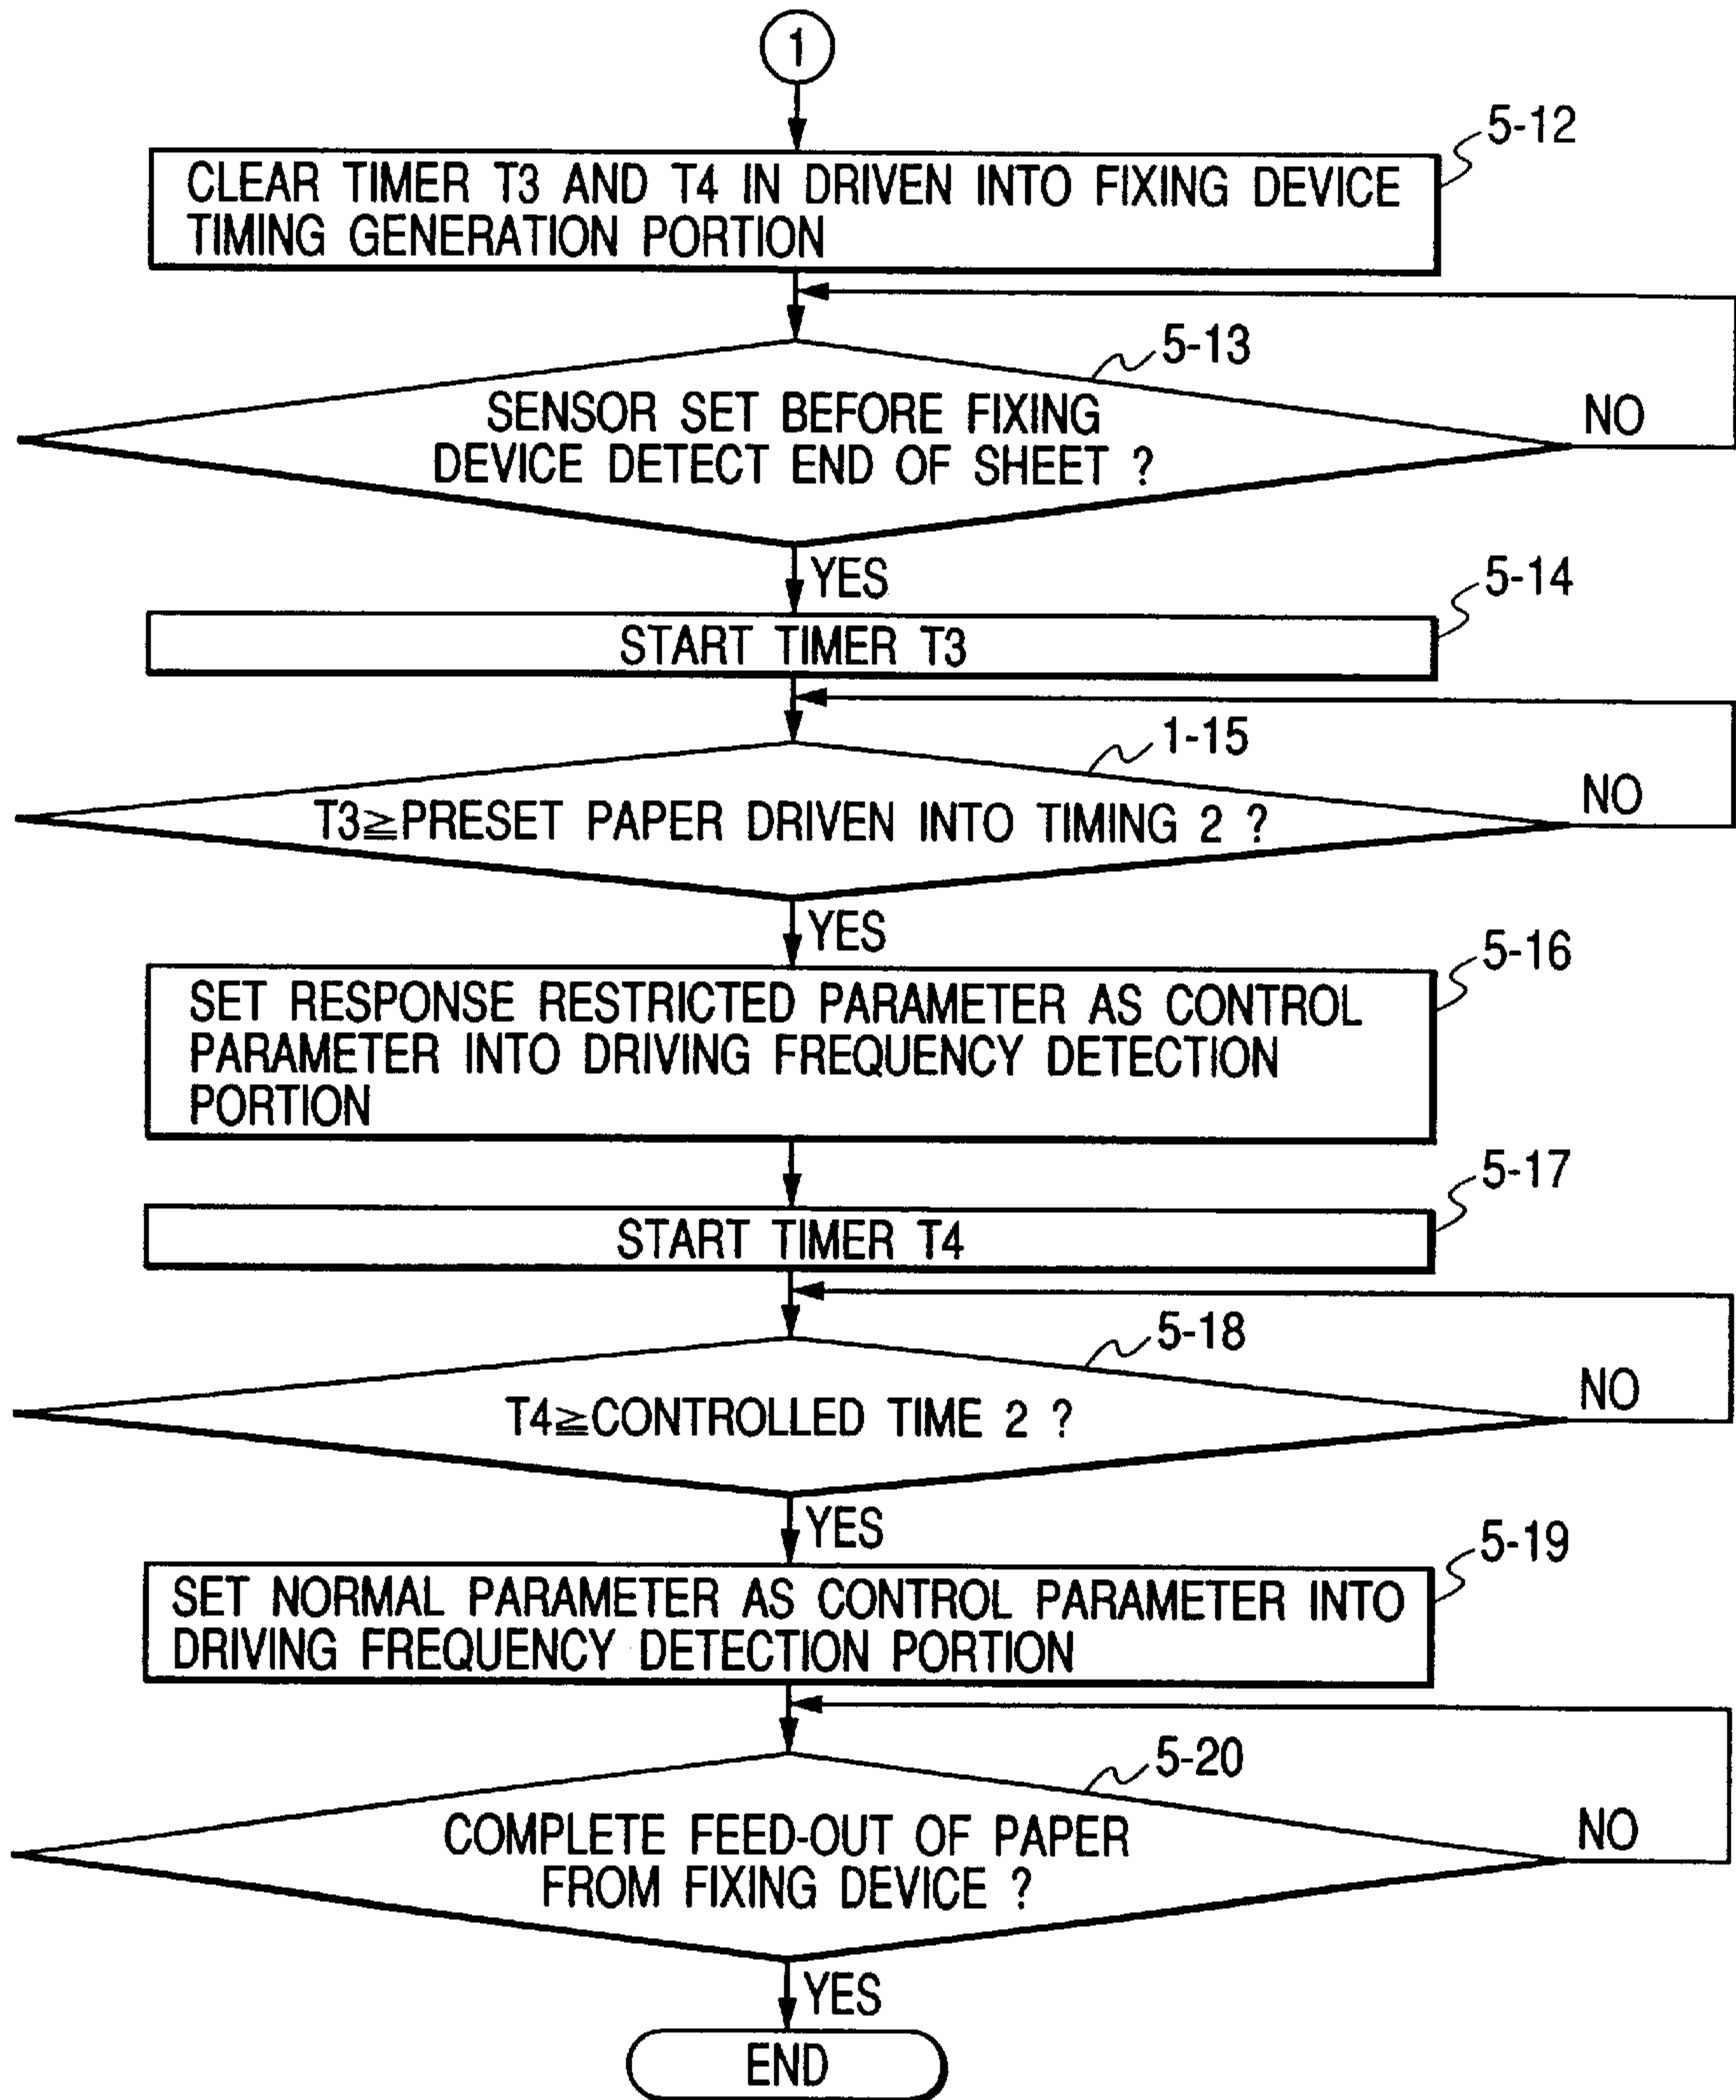 1
5-12
CLEAR TIMER T3 AND T4 IN DRIVEN INTO FIXING DEVICE
TIMING GENERATION PORTION
5-13
SENSOR SET BEFORE FIXING
DEVICE DETECT END OF SHEET ?
NO
YES
5-14
START TIMER T3
1-15
T3≧PRESET PAPER DRIVEN INTO TIMING 2 ?
NO
YES
5-16
SET RESPONSE RESTRICTED PARAMETER AS CONTROL
PARAMETER INTO DRIVING FREQUENCY DETECTION
PORTION
5-17
START TIMER T4
5-18
T4≧CONTROLLED TIME 2 ?
NO
YES
5-19
SET NORMAL PARAMETER AS CONTROL PARAMETER INTO
DRIVING FREQUENCY DETECTION PORTION
5-20
COMPLETE FEED-OUT OF PAPER
FROM FIXING DEVICE ?
NO
YES
END